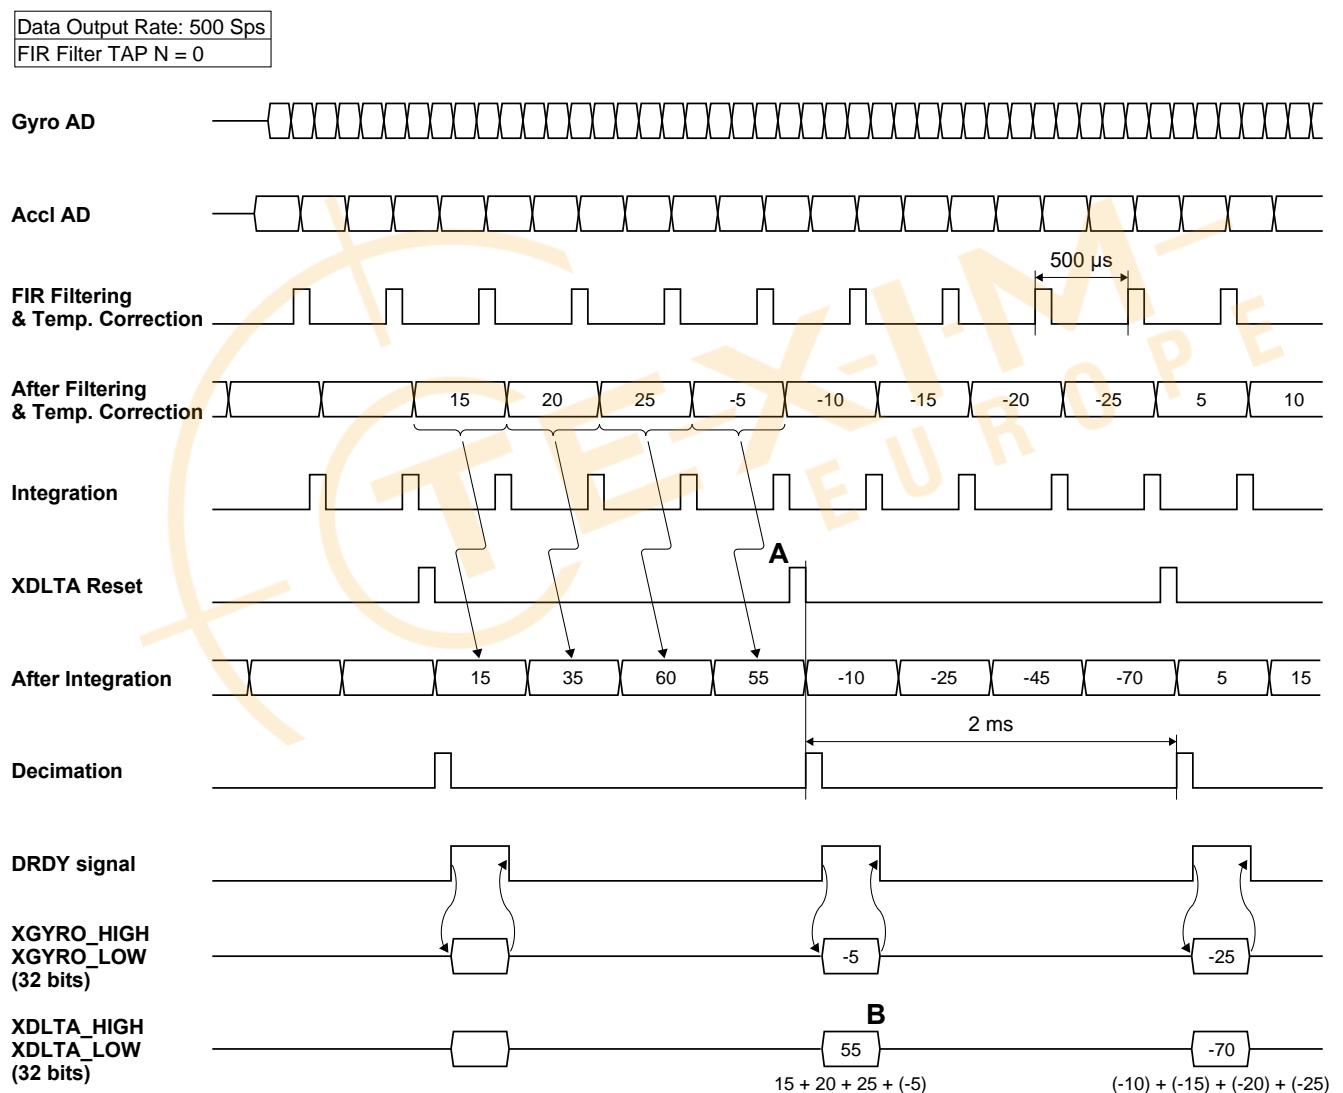 Data Output Rate: 500 Sps
FIR Filter TAP N = 0
Gyro AD
Accl AD
500 µs
FIR Filtering
& Temp. Correction
After Filtering
& Temp. Correction
15 20 25 -5 -10 -15 -20 -25 5 10
Integration
A
XDLTA Reset
After Integration
15 35 60 55 -10 -25 -45 -70 5 15
2 ms
Decimation
DRDY signal
XGYRO_HIGH
XGYRO_LOW
(32 bits)
-5 -25
B
XDLTA_HIGH
XDLTA_LOW
(32 bits)
55 -70
15 + 20 + 25 + (-5) (-10) + (-15) + (-20) + (-25)
TEXIM
EUROPE